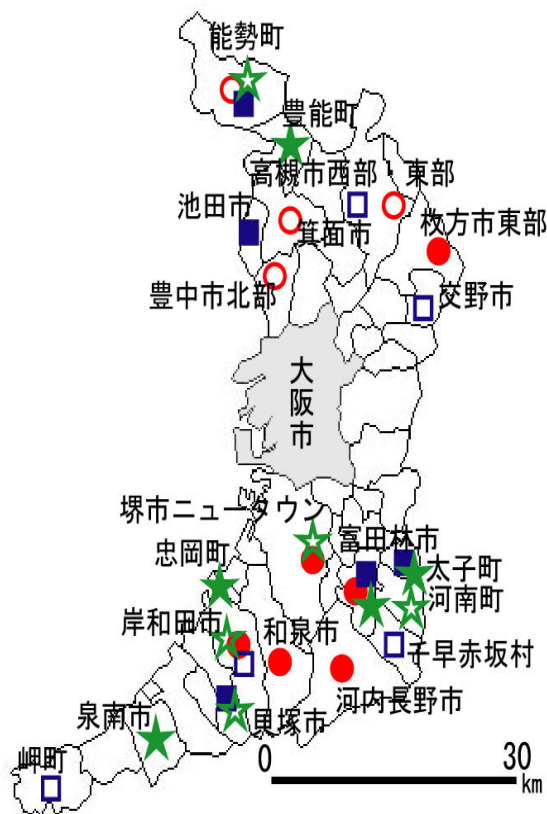 能勢町
豊能町
高槻市西部・東部
池田市
箕面市
枚方市東部
豊中市北部
交野市
大阪市
堺市ニュータウン
富田林市
忠岡町
太子町
河南町
岸和田市
和泉市
千早赤坂村
河内長野市
泉南市
貝塚市
岬町
0 30
km